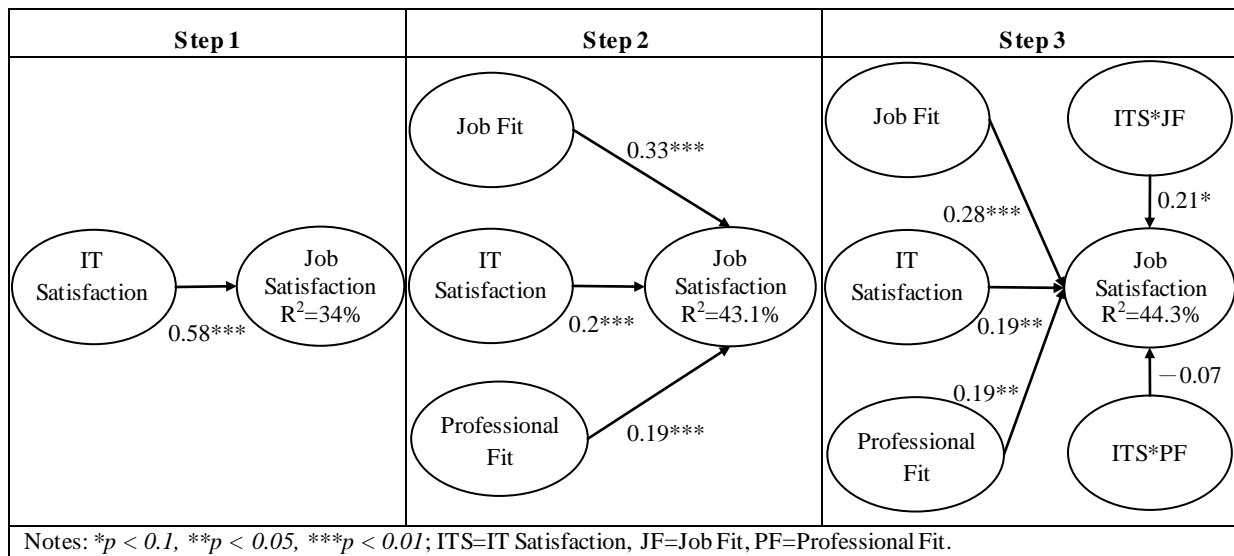 Step 1
IT
Satisfaction
0.58***
Job
Satisfaction
R²=34%
Step 2
Job Fit
0.33***
IT
Satisfaction
0.2***
Job
Satisfaction
R²=43.1%
Professional
Fit
0.19***
Step 3
Job Fit
ITS*JF
0.28***
0.21*
IT
Satisfaction
0.19**
Job
Satisfaction
R²=44.3%
0.19**
−0.07
Professional
Fit
ITS*PF
Notes: *p < 0.1, **p < 0.05, ***p < 0.01; ITS=IT Satisfaction, JF=Job Fit, PF=Professional Fit.